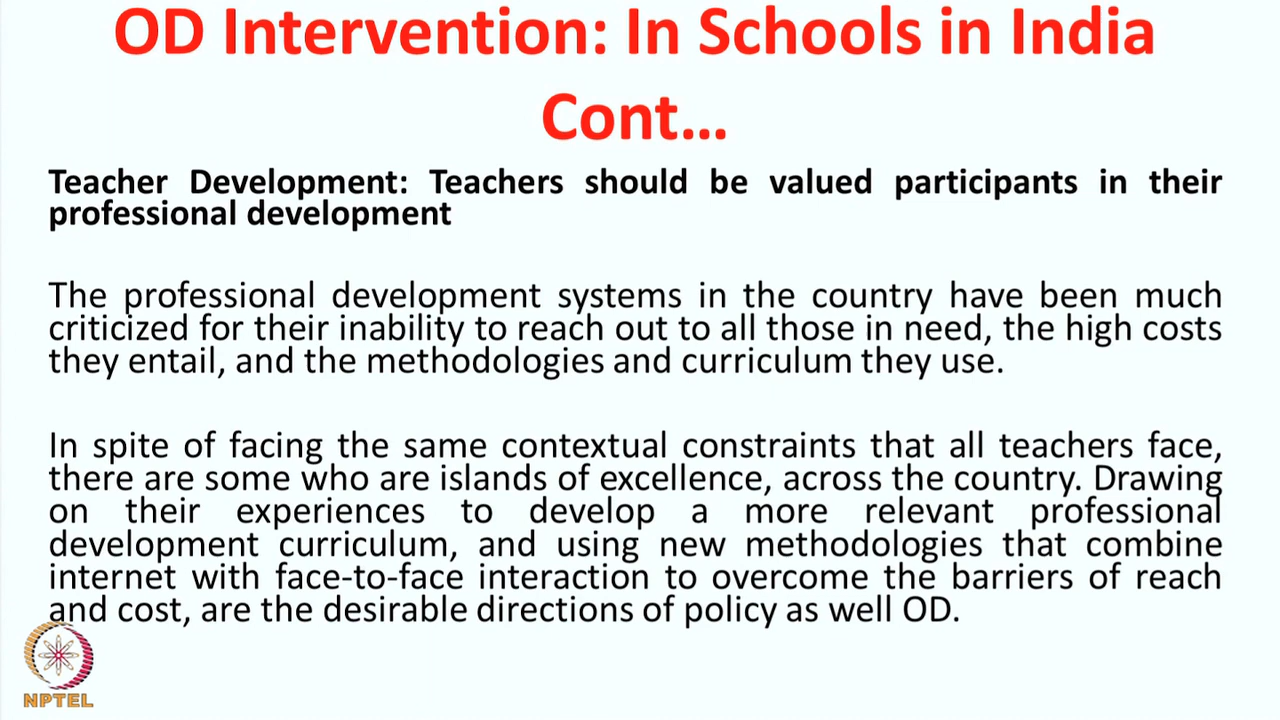 OD Intervention: In Schools in India
Cont...
Teacher Development: Teachers should be valued participants in their
professional development
The professional development systems in the country have been much
criticized for their inability to reach out to all those in need, the high costs
they entail, and the methodologies and curriculum they use.
In spite of facing the same contextual constraints that all teachers face,
there are some who are islands of excellence, across the country. Drawing
on their experiences to develop a more relevant professional
development curriculum, and using new methodologies that combine
internet with face-to-face interaction to overcome the barriers of reach
and cost, are the desirable directions of policy as well OD.
NPTEL